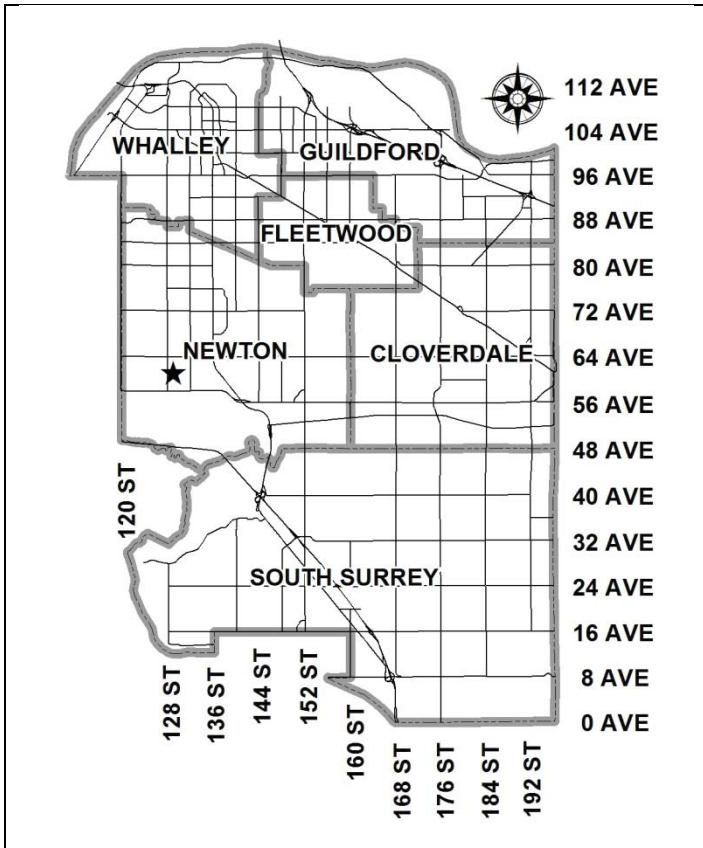 112 AVE
104 AVE
WHALLEY
GUILDFORD
96 AVE
88 AVE
FLEETWOOD
80 AVE
72 AVE
NEWTON
CLOVERDALE
64 AVE
56 AVE
48 AVE
120 ST
40 AVE
32 AVE
SOUTH SURREY
24 AVE
16 AVE
128 ST
136 ST
144 ST
152 ST
160 ST
8 AVE
0 AVE
168 ST
176 ST
184 ST
192 ST